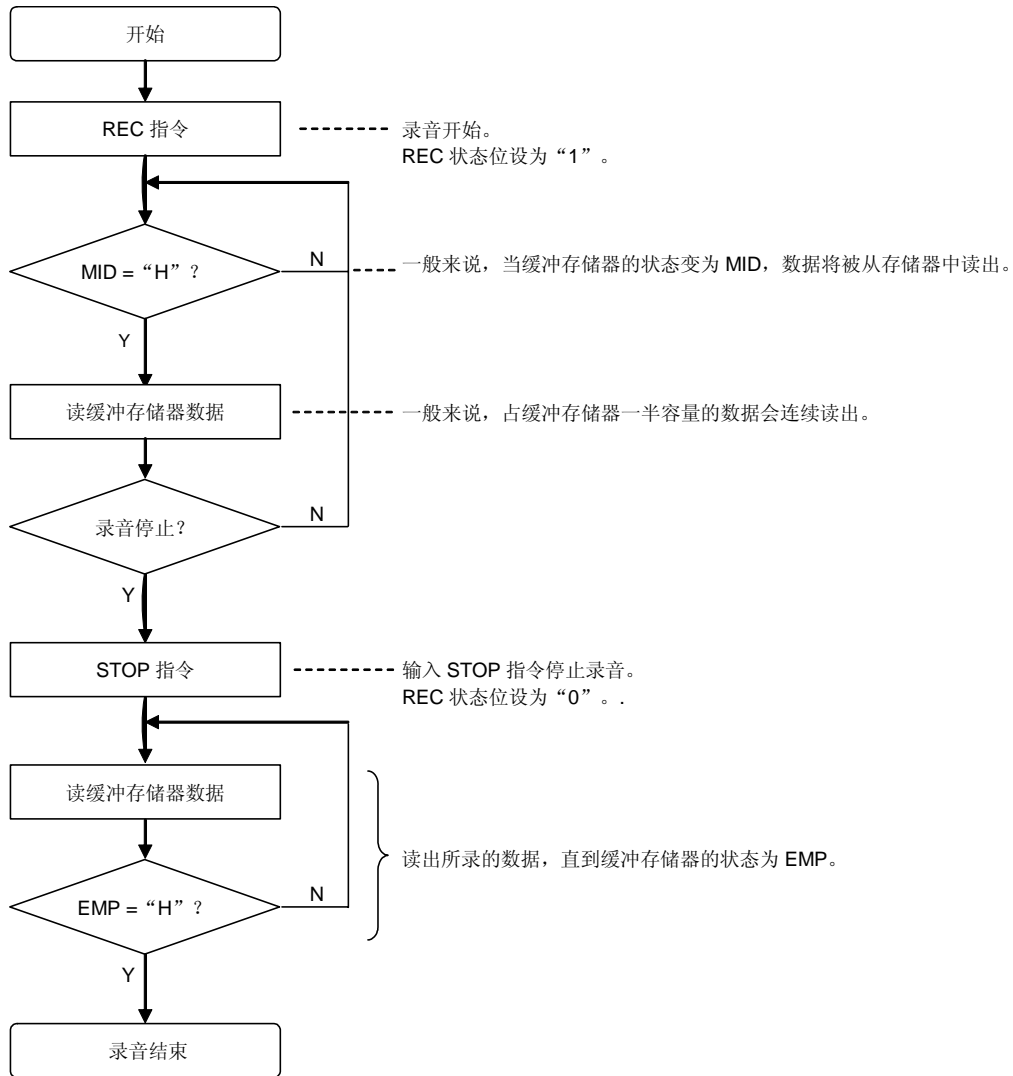 开始
REC 指令
录音开始。
REC 状态位设为“1”。
MID = “H”？
N
一般来说，当缓冲存储器的状态变为 MID，数据将被从存储器中读出。
Y
读缓冲存储器数据
一般来说，占缓冲存储器一半容量的数据会连续读出。
录音停止？
N
Y
STOP 指令
输入 STOP 指令停止录音。
REC 状态位设为“0”。.
读缓冲存储器数据
读出所录的数据，直到缓冲存储器的状态为 EMP。
EMP = “H”？
N
Y
录音结束